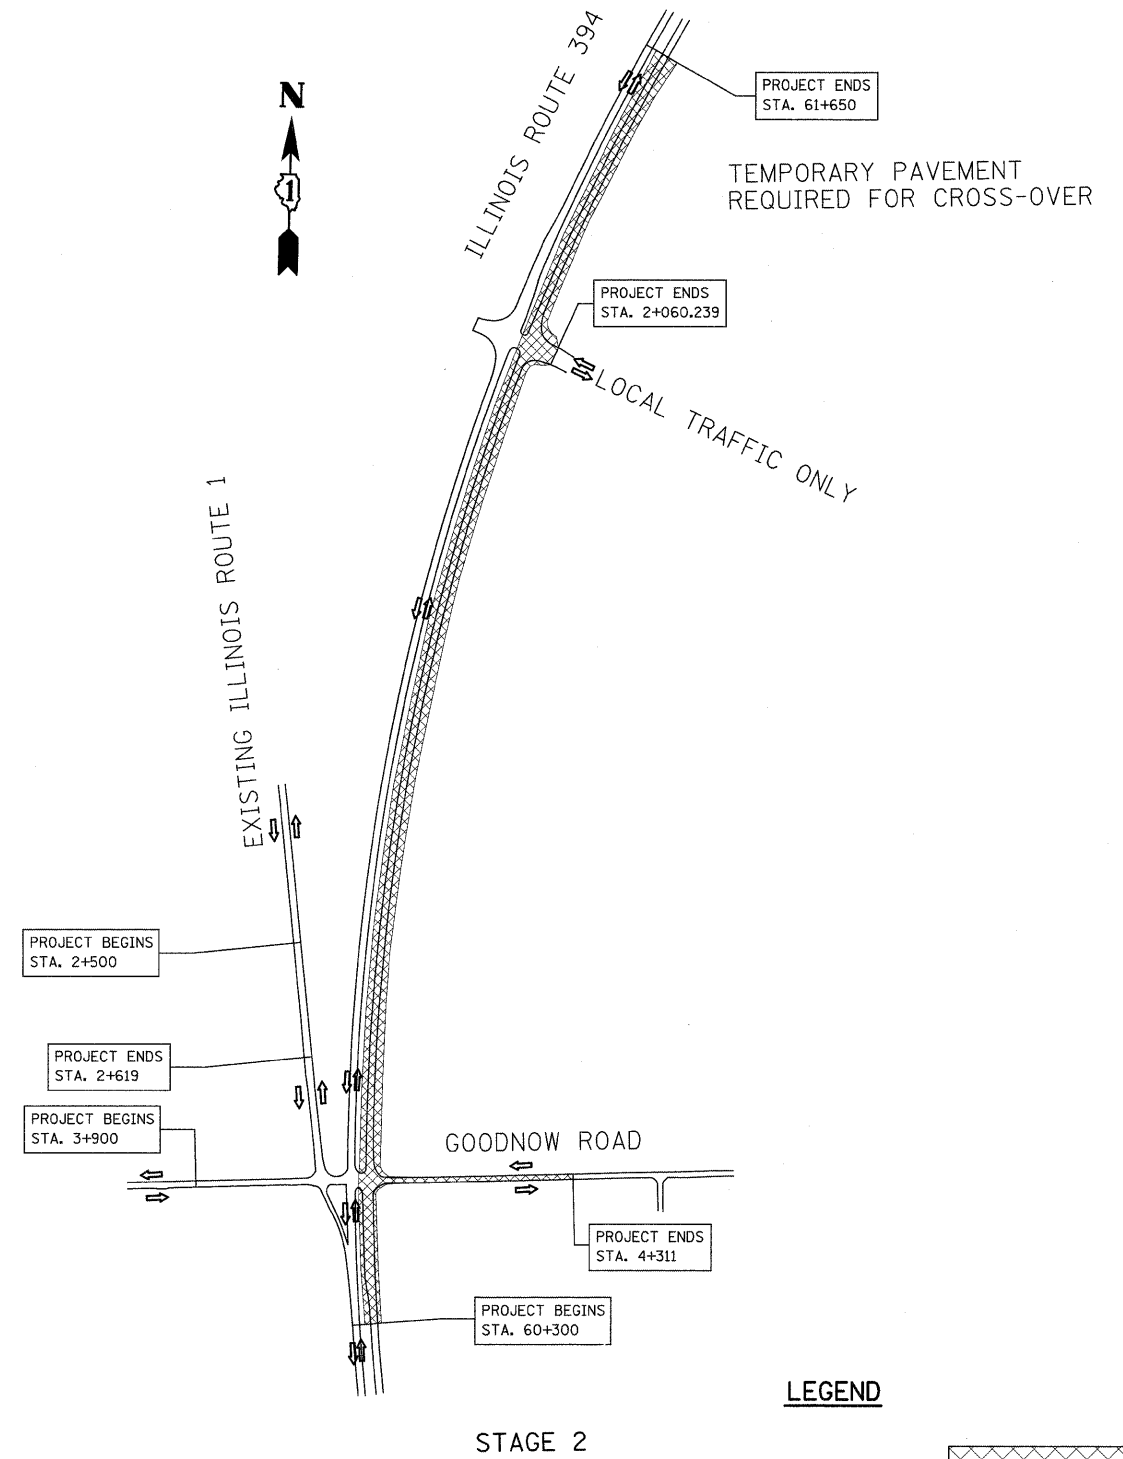 ILLINOIS ROUTE 394
N
1
PROJECT ENDS
STA. 61+650
TEMPORARY PAVEMENT
REQUIRED FOR CROSS-OVER
PROJECT ENDS
STA. 2+060.239
LOCAL TRAFFIC ONLY
EXISTING ILLINOIS ROUTE 1
PROJECT BEGINS
STA. 2+500
PROJECT ENDS
STA. 2+619
PROJECT BEGINS
STA. 3+900
GOODNOW ROAD
PROJECT ENDS
STA. 4+311
PROJECT BEGINS
STA. 60+300
LEGEND
STAGE 2